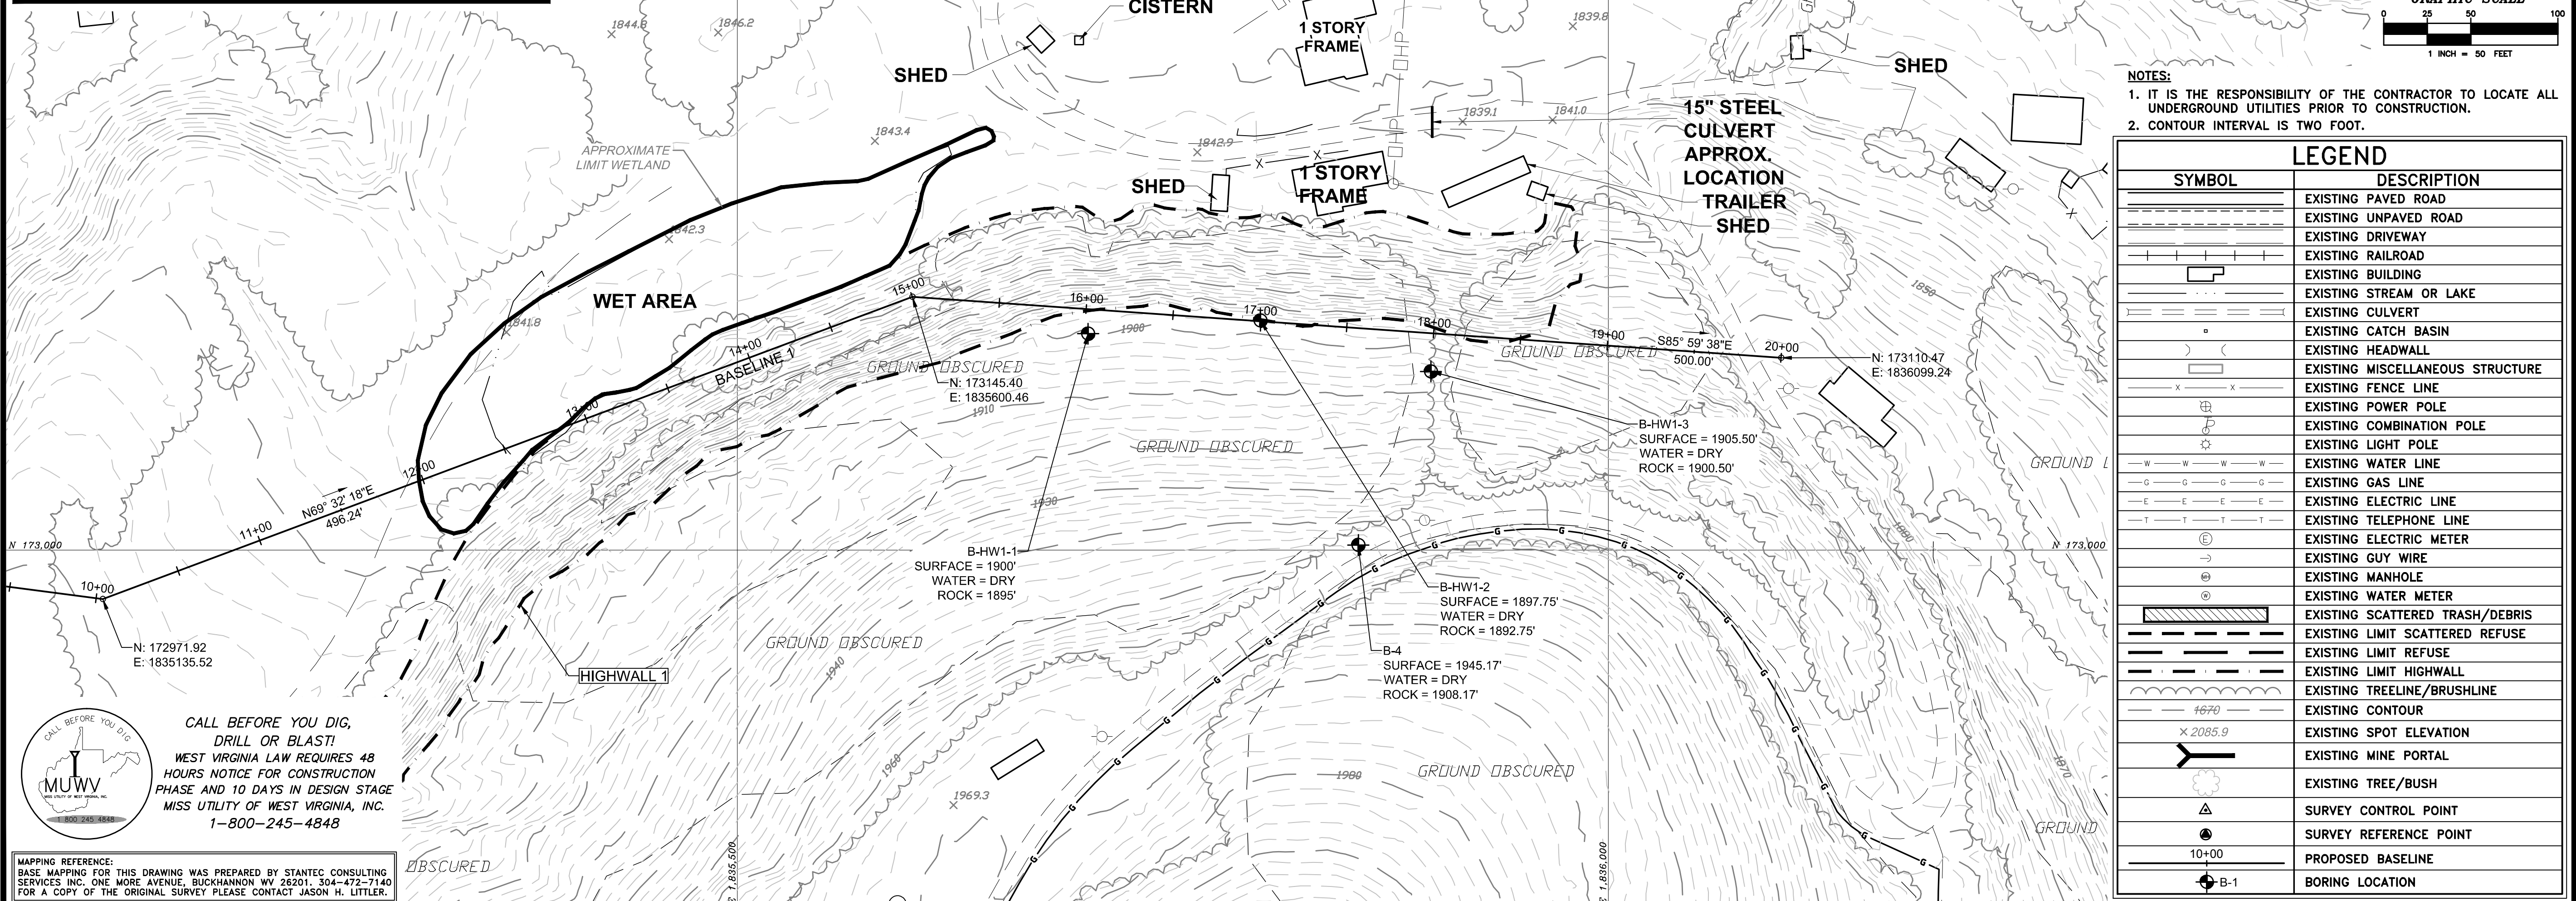 CISTERN
1 STORY
FRAME
SHED
SHED
1844.8
1846.2
1839.8
1843.4
1842.9
1839.1
1841.0
APPROXIMATE
LIMIT WETLAND
15" STEEL
CULVERT
APPROX.
LOCATION
TRAILER
SHED
SHED
1 STORY
FRAME
OHP
OHP
X
X
1842.3
1841.8
WET AREA
1850
1880
1870
10+00
11+00
12+00
13+00
14+00
15+00
16+00
17+00
18+00
19+00
20+00
BASELINE 1
N69° 32' 18"E
496.24'
S85° 59' 38"E
500.00'
N: 173110.47
E: 1836099.24
N: 173145.40
E: 1835600.46
N: 172971.92
E: 1835135.52
1900
1910
1930
1940
1960
1969.3
1980
GROUND OBSCURED
GROUND OBSCURED
GROUND OBSCURED
GROUND OBSCURED
GROUND OBSCURED
GROUND
GROUND
OBSCURED
B-HW1-3
SURFACE = 1905.50'
WATER = DRY
ROCK = 1900.50'
B-HW1-1
SURFACE = 1900'
WATER = DRY
ROCK = 1895'
B-HW1-2
SURFACE = 1897.75'
WATER = DRY
ROCK = 1892.75'
B-4
SURFACE = 1945.17'
WATER = DRY
ROCK = 1908.17'
HIGHWALL 1
N 173,000
N 173,000
1,835,500
1,836,000
G G G G G G G G G G G G G G G G
CALL BEFORE YOU DIG
MUWV
MISS UTILITY OF WEST VIRGINIA, INC.
1 800 245 4848
CALL BEFORE YOU DIG,
DRILL OR BLAST!
WEST VIRGINIA LAW REQUIRES 48
HOURS NOTICE FOR CONSTRUCTION
PHASE AND 10 DAYS IN DESIGN STAGE
MISS UTILITY OF WEST VIRGINIA, INC.
1-800-245-4848
MAPPING REFERENCE:
BASE MAPPING FOR THIS DRAWING WAS PREPARED BY STANTEC CONSULTING
SERVICES INC. ONE MORE AVENUE, BUCKHANNON WV 26201. 304-472-7140
FOR A COPY OF THE ORIGINAL SURVEY PLEASE CONTACT JASON H. LITTLER.
GRAPHIC SCALE
0 25 50 100
1 INCH = 50 FEET
NOTES:
1. IT IS THE RESPONSIBILITY OF THE CONTRACTOR TO LOCATE ALL
UNDERGROUND UTILITIES PRIOR TO CONSTRUCTION.
2. CONTOUR INTERVAL IS TWO FOOT.
LEGEND
SYMBOL DESCRIPTION
EXISTING PAVED ROAD
EXISTING UNPAVED ROAD
EXISTING DRIVEWAY
EXISTING RAILROAD
EXISTING BUILDING
EXISTING STREAM OR LAKE
EXISTING CULVERT
EXISTING CATCH BASIN
EXISTING HEADWALL
EXISTING MISCELLANEOUS STRUCTURE
X X EXISTING FENCE LINE
EXISTING POWER POLE
EXISTING COMBINATION POLE
EXISTING LIGHT POLE
W W W W EXISTING WATER LINE
G G G G EXISTING GAS LINE
E E E E EXISTING ELECTRIC LINE
T T T T EXISTING TELEPHONE LINE
E EXISTING ELECTRIC METER
EXISTING GUY WIRE
MH EXISTING MANHOLE
W EXISTING WATER METER
EXISTING SCATTERED TRASH/DEBRIS
EXISTING LIMIT SCATTERED REFUSE
EXISTING LIMIT REFUSE
EXISTING LIMIT HIGHWALL
EXISTING TREELINE/BRUSHLINE
1670 EXISTING CONTOUR
2085.9 EXISTING SPOT ELEVATION
EXISTING MINE PORTAL
EXISTING TREE/BUSH
SURVEY CONTROL POINT
SURVEY REFERENCE POINT
10+00 PROPOSED BASELINE
B-1 BORING LOCATION